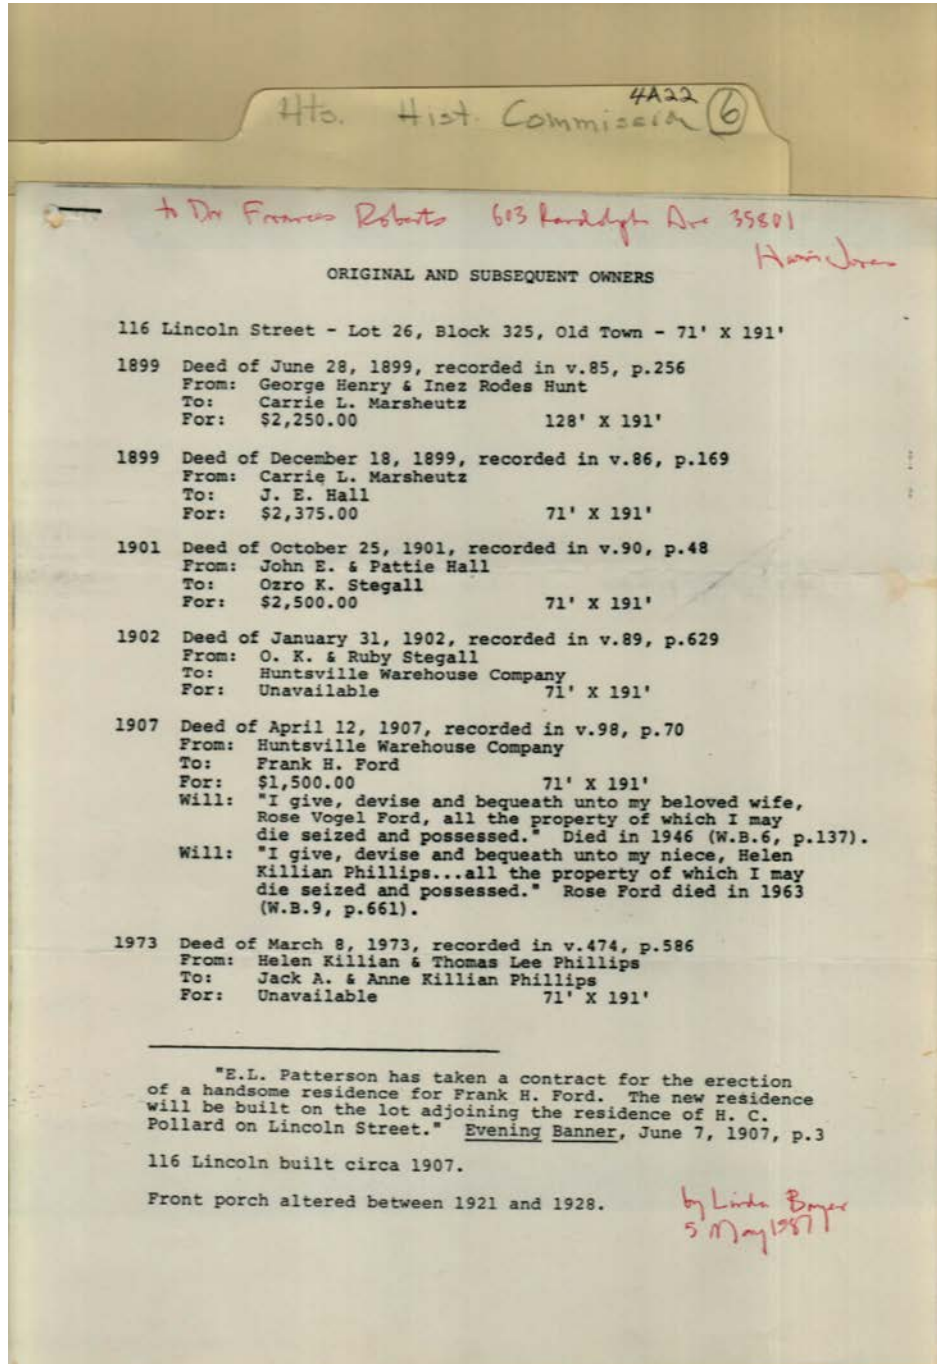 4A22
Hts. Hist. Commission 6
to Dr Frances Roberts 603 Randolph Ave 35801
Harvie Jones
ORIGINAL AND SUBSEQUENT OWNERS
116 Lincoln Street - Lot 26, Block 325, Old Town - 71' X 191'
1899 Deed of June 28, 1899, recorded in v.85, p.256
From: George Henry & Inez Rodes Hunt
To: Carrie L. Marsheutz
For: $2,250.00 128' X 191'
1899 Deed of December 18, 1899, recorded in v.86, p.169
From: Carrie L. Marsheutz
To: J. E. Hall
For: $2,375.00 71' X 191'
1901 Deed of October 25, 1901, recorded in v.90, p.48
From: John E. & Pattie Hall
To: Ozro K. Stegall
For: $2,500.00 71' X 191'
1902 Deed of January 31, 1902, recorded in v.89, p.629
From: O. K. & Ruby Stegall
To: Huntsville Warehouse Company
For: Unavailable 71' X 191'
1907 Deed of April 12, 1907, recorded in v.98, p.70
From: Huntsville Warehouse Company
To: Frank H. Ford
For: $1,500.00 71' X 191'
Will: "I give, devise and bequeath unto my beloved wife,
Rose Vogel Ford, all the property of which I may
die seized and possessed." Died in 1946 (W.B.6, p.137).
Will: "I give, devise and bequeath unto my niece, Helen
Killian Phillips...all the property of which I may
die seized and possessed." Rose Ford died in 1963
(W.B.9, p.661).
1973 Deed of March 8, 1973, recorded in v.474, p.586
From: Helen Killian & Thomas Lee Phillips
To: Jack A. & Anne Killian Phillips
For: Unavailable 71' X 191'
"E.L. Patterson has taken a contract for the erection
of a handsome residence for Frank H. Ford. The new residence
will be built on the lot adjoining the residence of H. C.
Pollard on Lincoln Street." Evening Banner, June 7, 1907, p.3
116 Lincoln built circa 1907.
Front porch altered between 1921 and 1928.
by Linda Bayer
5 May 1987